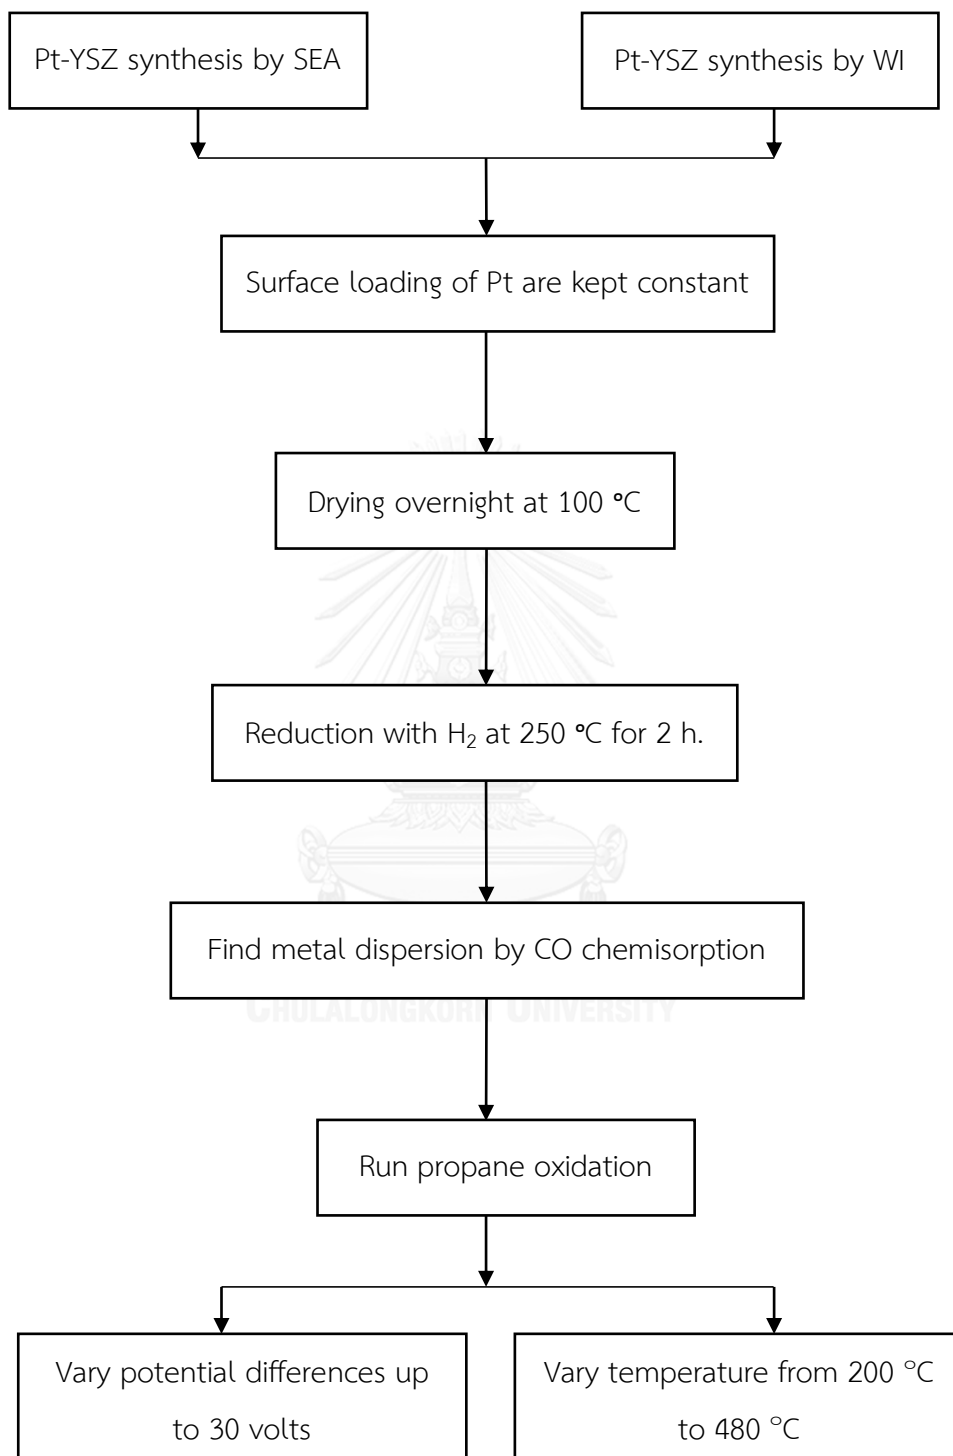 Pt-YSZ synthesis by SEA
Pt-YSZ synthesis by WI
Surface loading of Pt are kept constant
Drying overnight at 100 °C
Reduction with H₂ at 250 °C for 2 h.
Find metal dispersion by CO chemisorption
CHULALONGKORN UNIVERSITY
Run propane oxidation
Vary potential differences up
to 30 volts
Vary temperature from 200 °C
to 480 °C